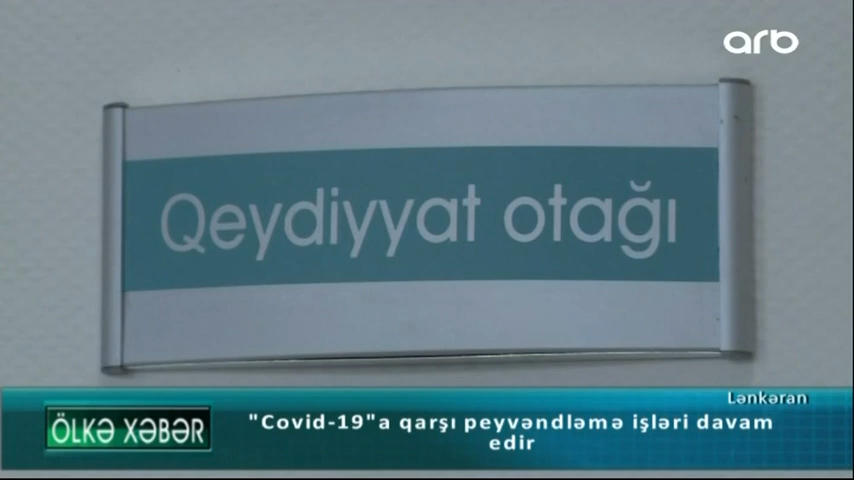 arb
Qeydiyyat otağı
Lənkəran
ÖLKƏ XƏBƏR
"Covid-19"a qarşı peyvəndləmə işləri davam
edir